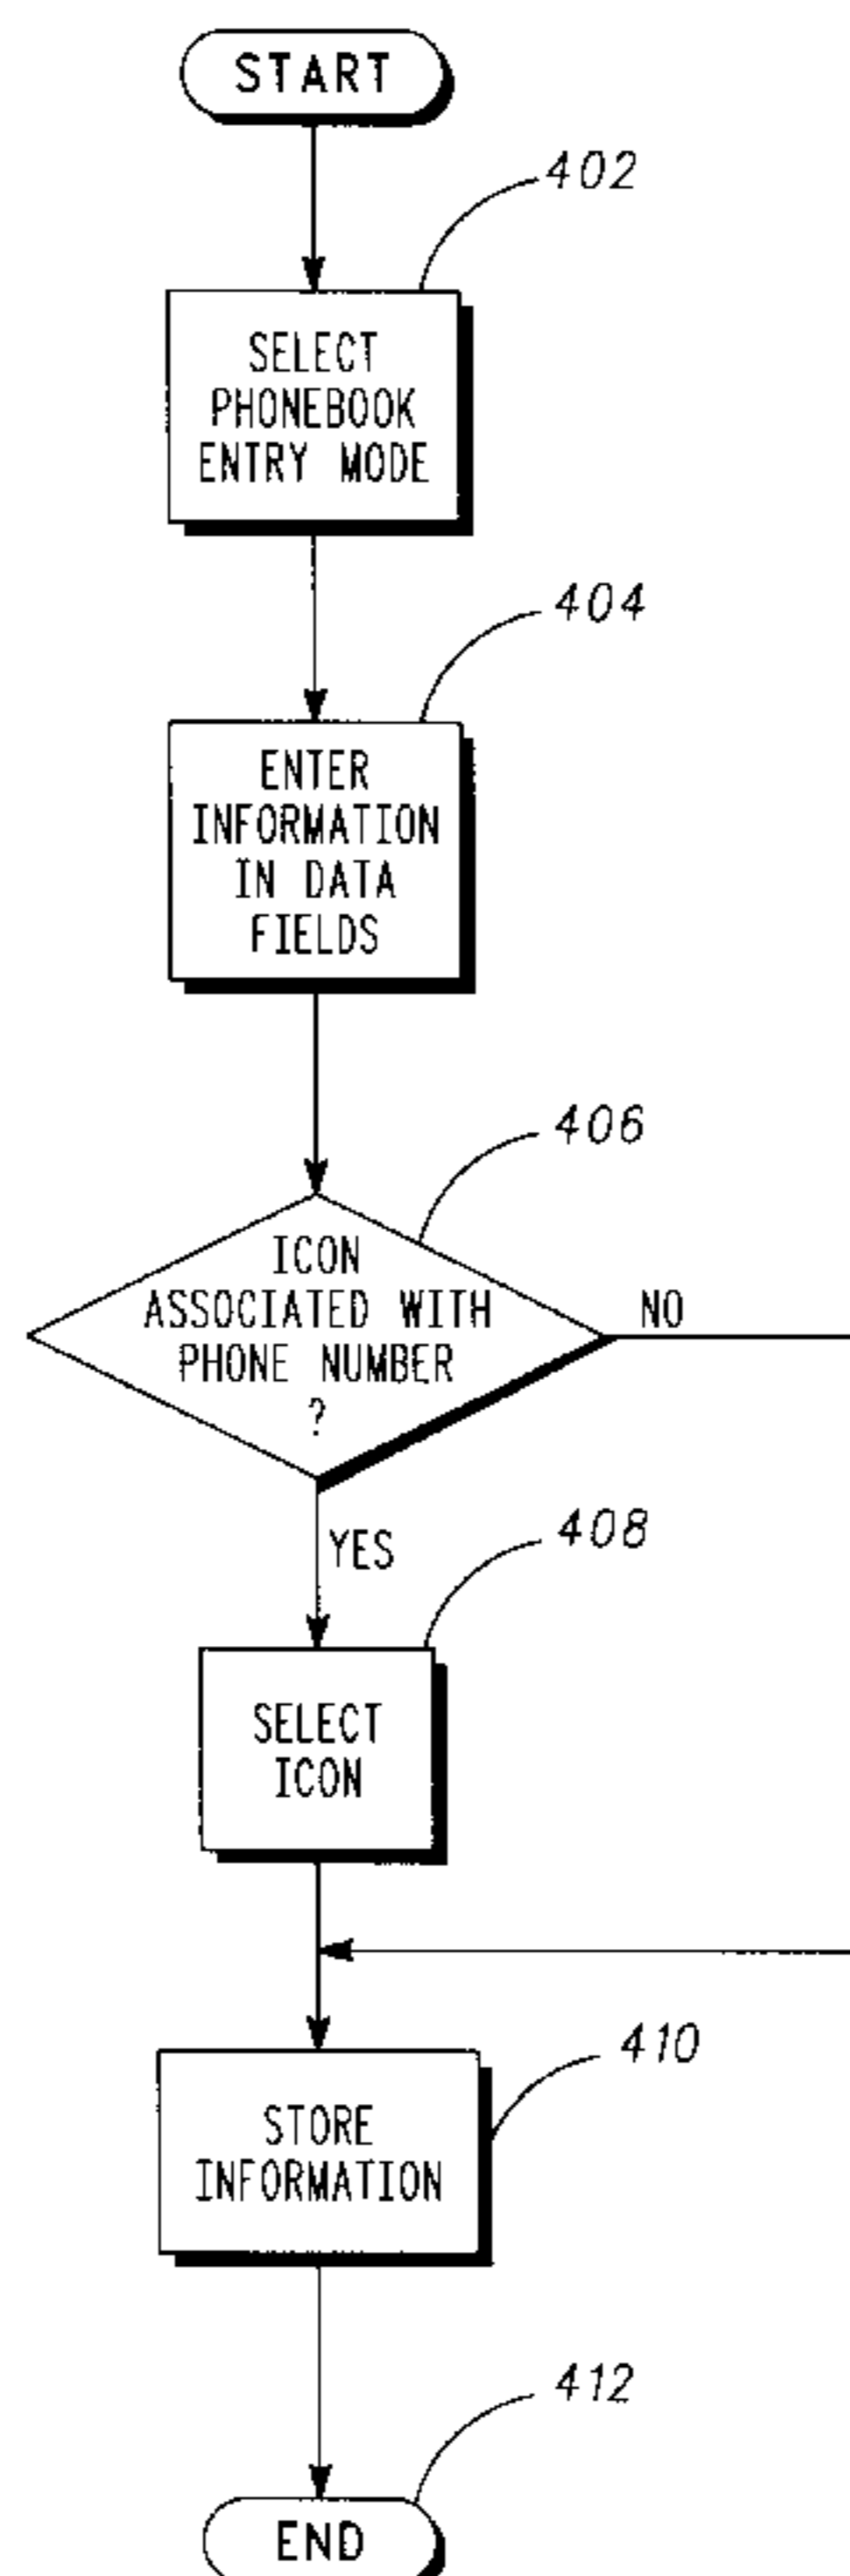 START
402
SELECT
PHONEBOOK
ENTRY MODE
404
ENTER
INFORMATION
IN DATA
FIELDS
406
ICON
ASSOCIATED WITH
PHONE NUMBER
?
NO
YES
408
SELECT
ICON
410
STORE
INFORMATION
412
END